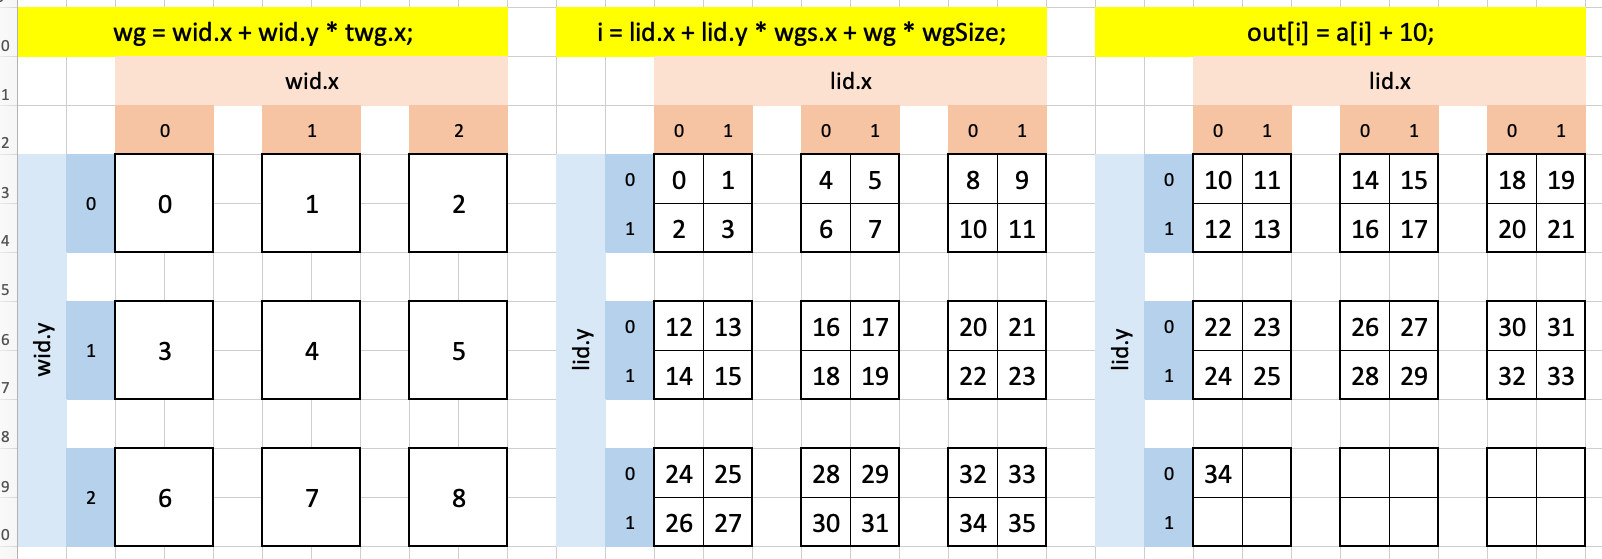 wg = wid.x + wid.y * twg.x; i = lid.x + lid.y * wgs.x + wg * wgSize; out[i] = a[i] + 10;
0
wid.x lid.x lid.x
1
0 1 2 0 1 0 1 0 1 0 1 0 1 0 1
2
3 0 0 1 4 5 8 9 0 10 11 14 15 18 19
0 0 1 2
4 1 2 3 6 7 10 11 1 12 13 16 17 20 21
5
6 0 12 13 16 17 20 21 0 22 23 26 27 30 31
wid.y 1 3 4 5 lid.y lid.y
7 1 14 15 18 19 22 23 1 24 25 28 29 32 33
8
9 0 24 25 28 29 32 33 0 34
2 6 7 8
0 1 26 27 30 31 34 35 1